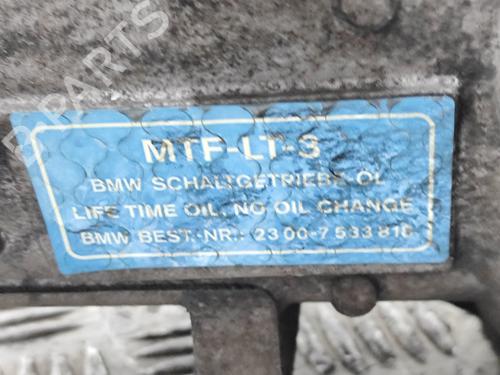 MTF-LT-3
BMW SCHALTGETRIEBE-ÖL
LIFE TIME OIL, NO OIL CHANGE
BMW BEST.-NR.: 23 00-7 533 818
B PARTS